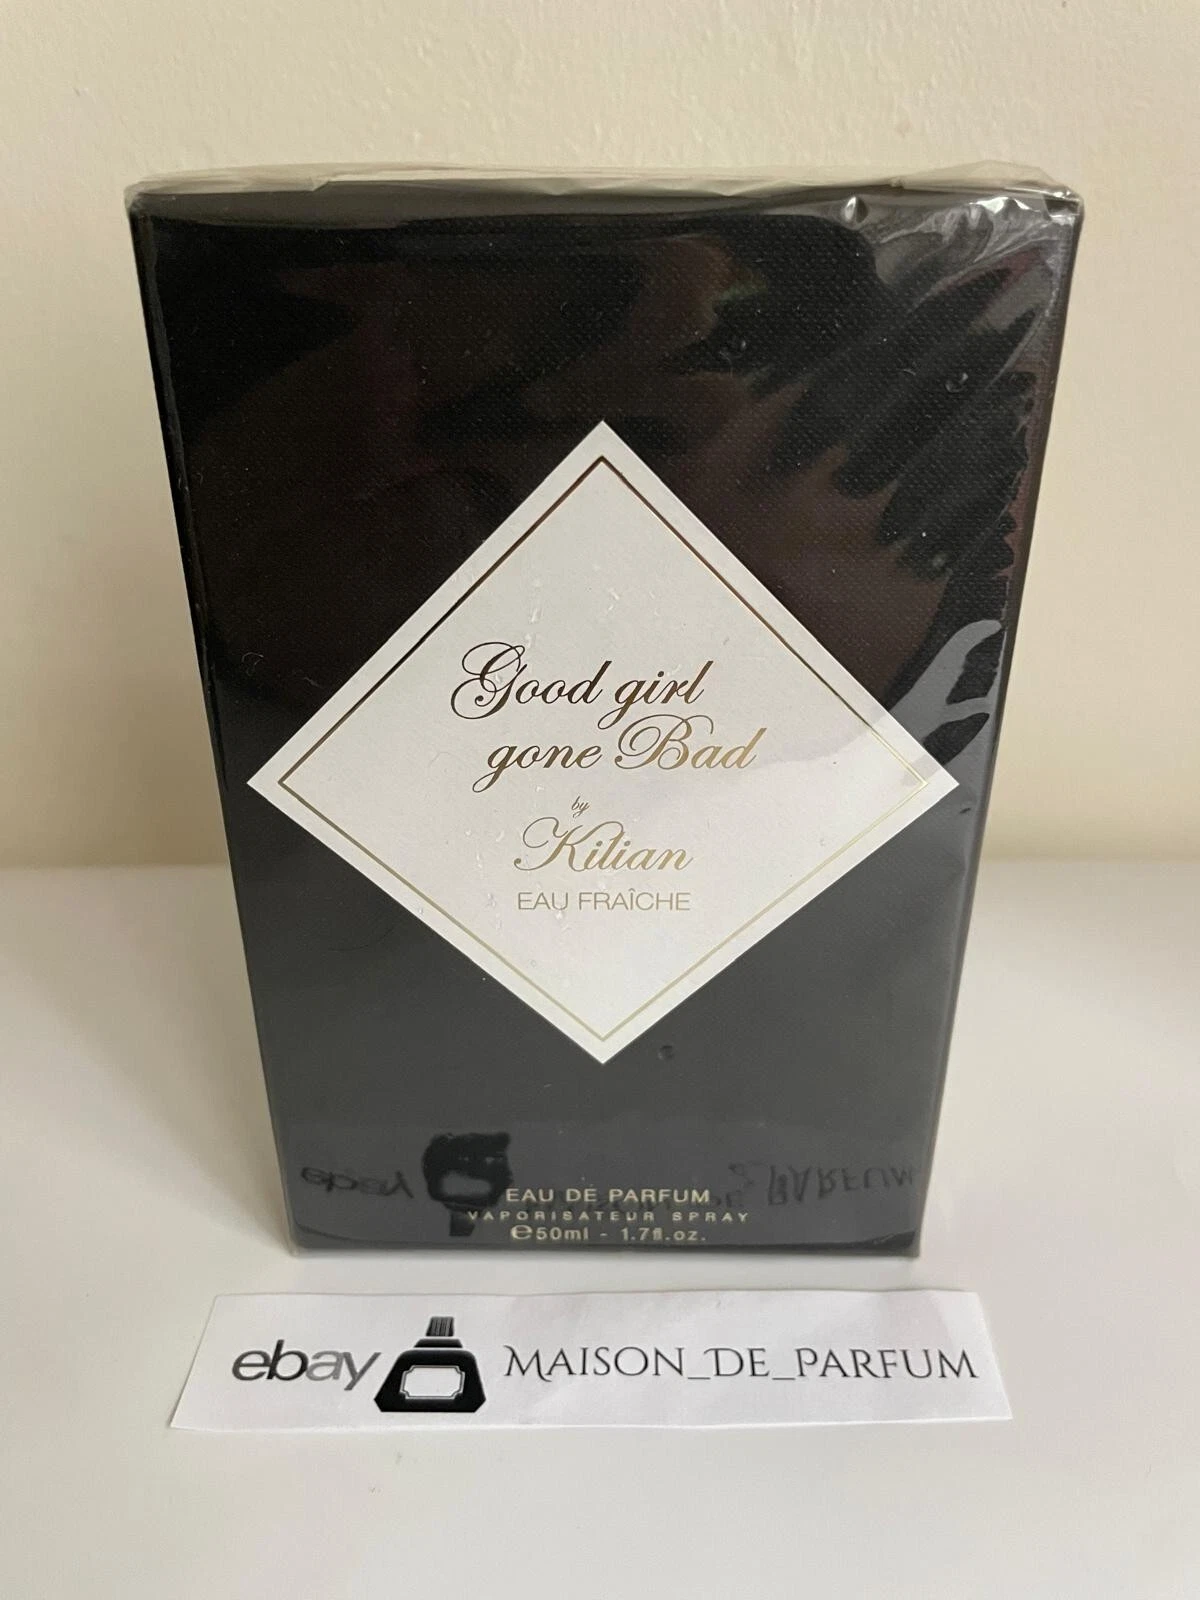 Good girl
gone Bad
by
Kilian
EAU FRAÎCHE
EAU DE PARFUM
VAPORISATEUR SPRAY
℮50ml - 1.7fl.oz.
ebay MAISON_DE_PARFUM